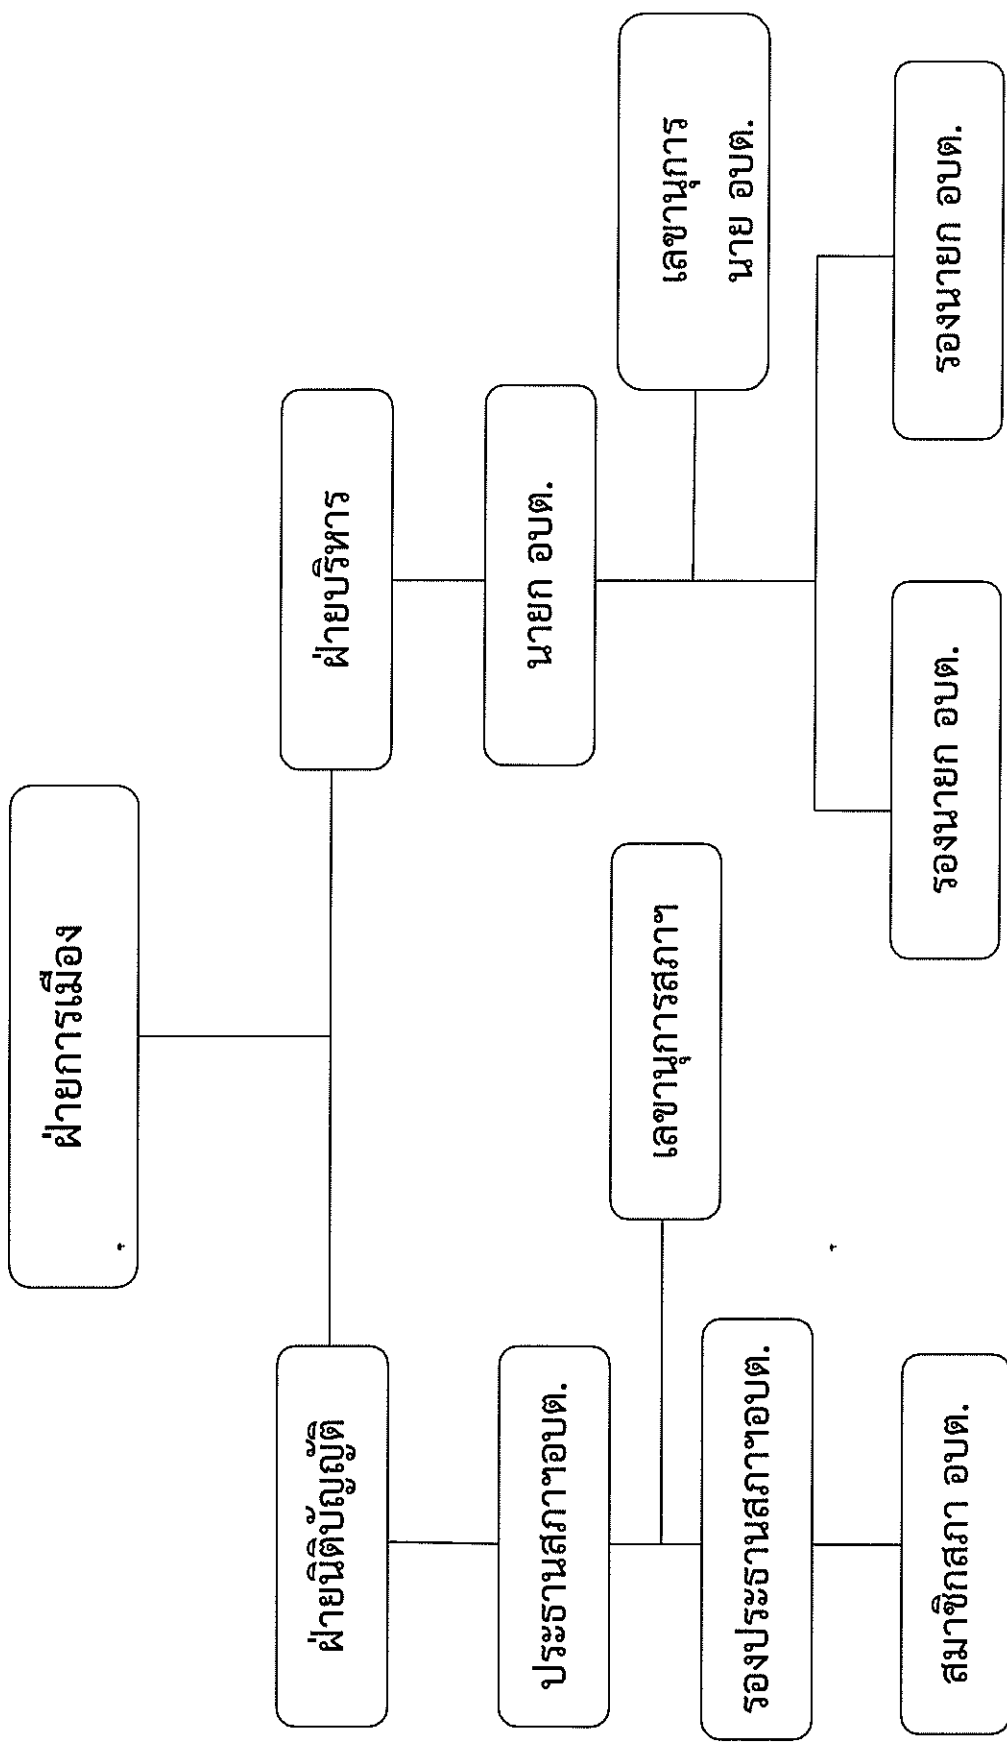 ฝ่ายการเมือง
ฝ่ายนิติบัญญัติ
ฝ่ายบริหาร
ประธานสภาฯอบต.
นายก อบต.
เลขานุการสภาฯ
เลขานุการ
นาย อบต.
รองประธานสภาฯอบต.
สมาชิกสภา อบต.
รองนายก อบต.
รองนายก อบต.